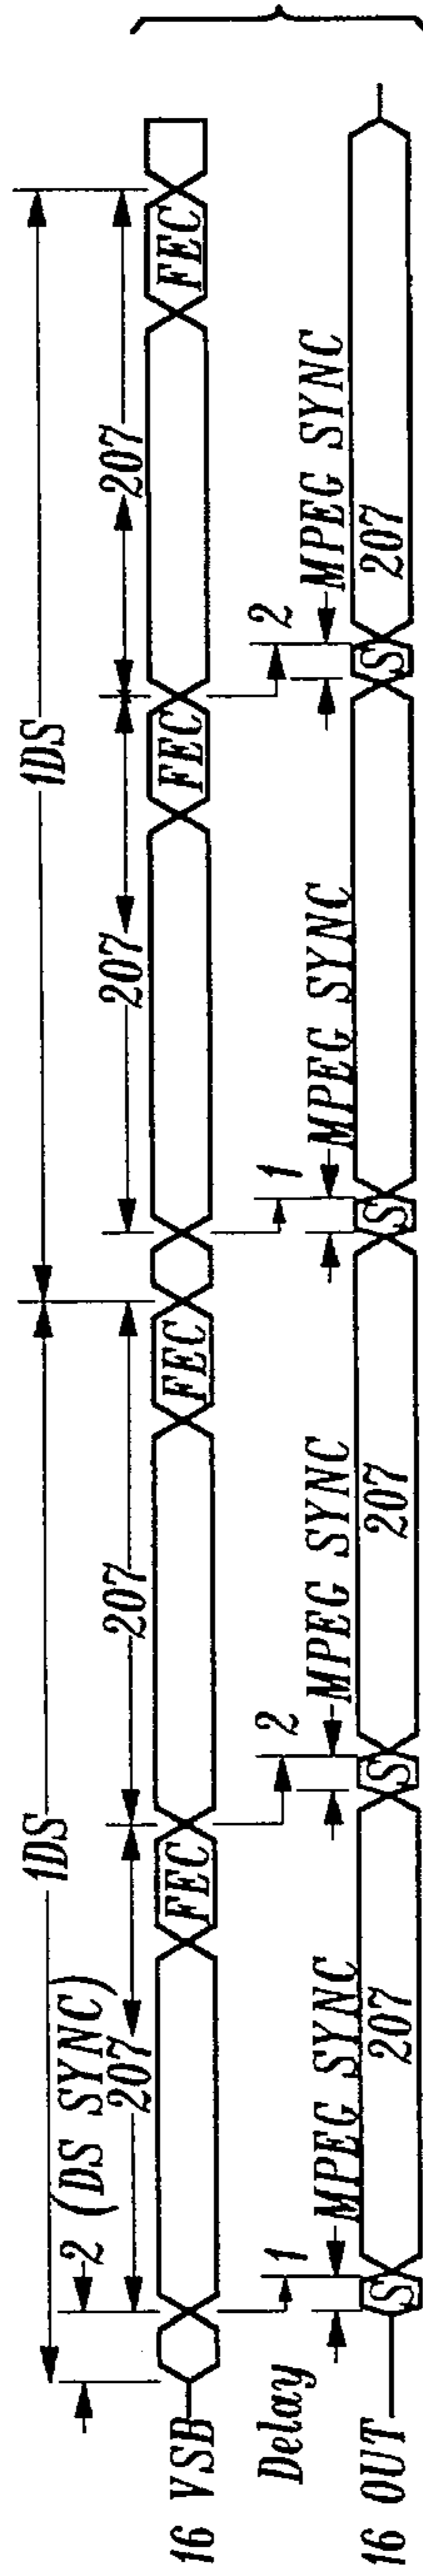 1DS 1DS
2 (DS SYNC)
207 207 207 207
16 VSB FEC FEC FEC FEC
Delay 1 2 1 2
MPEG SYNC MPEG SYNC MPEG SYNC MPEG SYNC
16 OUT S 207 S 207 S S 207